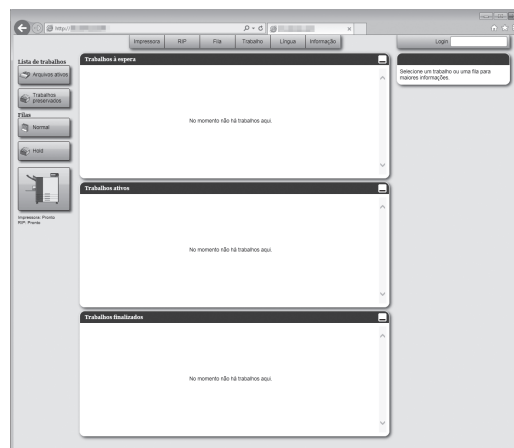 http://
Impressora RIP Fila Trabalho Língua Informação
Login
Lista de trabalhos
Arquivos ativos
Trabalhos preservados
Filas
Normal
Hold
Impressora: Pronto
RIP: Pronto
Trabalhos à espera
No momento não há trabalhos aqui.
Trabalhos ativos
No momento não há trabalhos aqui.
Trabalhos finalizados
No momento não há trabalhos aqui.
Selecione um trabalho ou uma fila para
maiores informações.